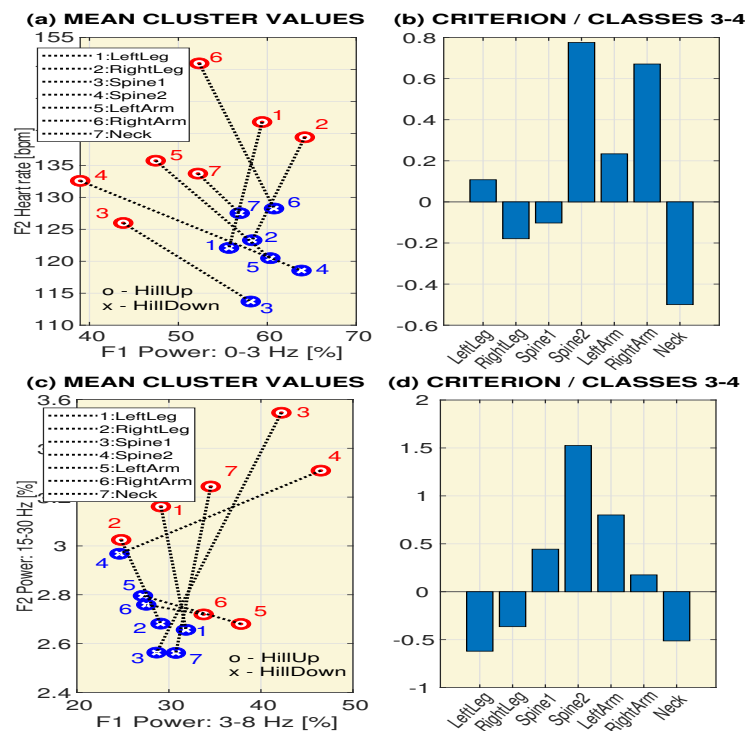 (a) MEAN CLUSTER VALUES
155
135
130
125
120
115
110
F2 Heart rate [bpm]
1:LeftLeg
2:RightLeg
3:Spine1
4:Spine2
5:LeftArm
6:RightArm
7:Neck
6
1
2
5
7
4
3
7
6
1
2
5
4
3
o - HillUp
x - HillDown
40
50
60
70
F1 Power: 0-3 Hz [%]
(b) CRITERION / CLASSES 3-4
0.8
0.6
0.4
0.2
0
-0.2
-0.4
-0.6
LeftLeg
RightLeg
Spine1
Spine2
LeftArm
RightArm
Neck
(c) MEAN CLUSTER VALUES
3.6
3.2
3
2.8
2.6
2.4
F2 Power: 15-30 Hz [%]
1:LeftLeg
2:RightLeg
3:Spine1
4:Spine2
5:LeftArm
6:RightArm
7:Neck
3
4
7
1
2
4
5
6
6
5
2
1
3
7
o - HillUp
x - HillDown
20
30
40
50
F1 Power: 3-8 Hz [%]
(d) CRITERION / CLASSES 3-4
2
1.5
1
0.5
0
-0.5
-1
LeftLeg
RightLeg
Spine1
Spine2
LeftArm
RightArm
Neck